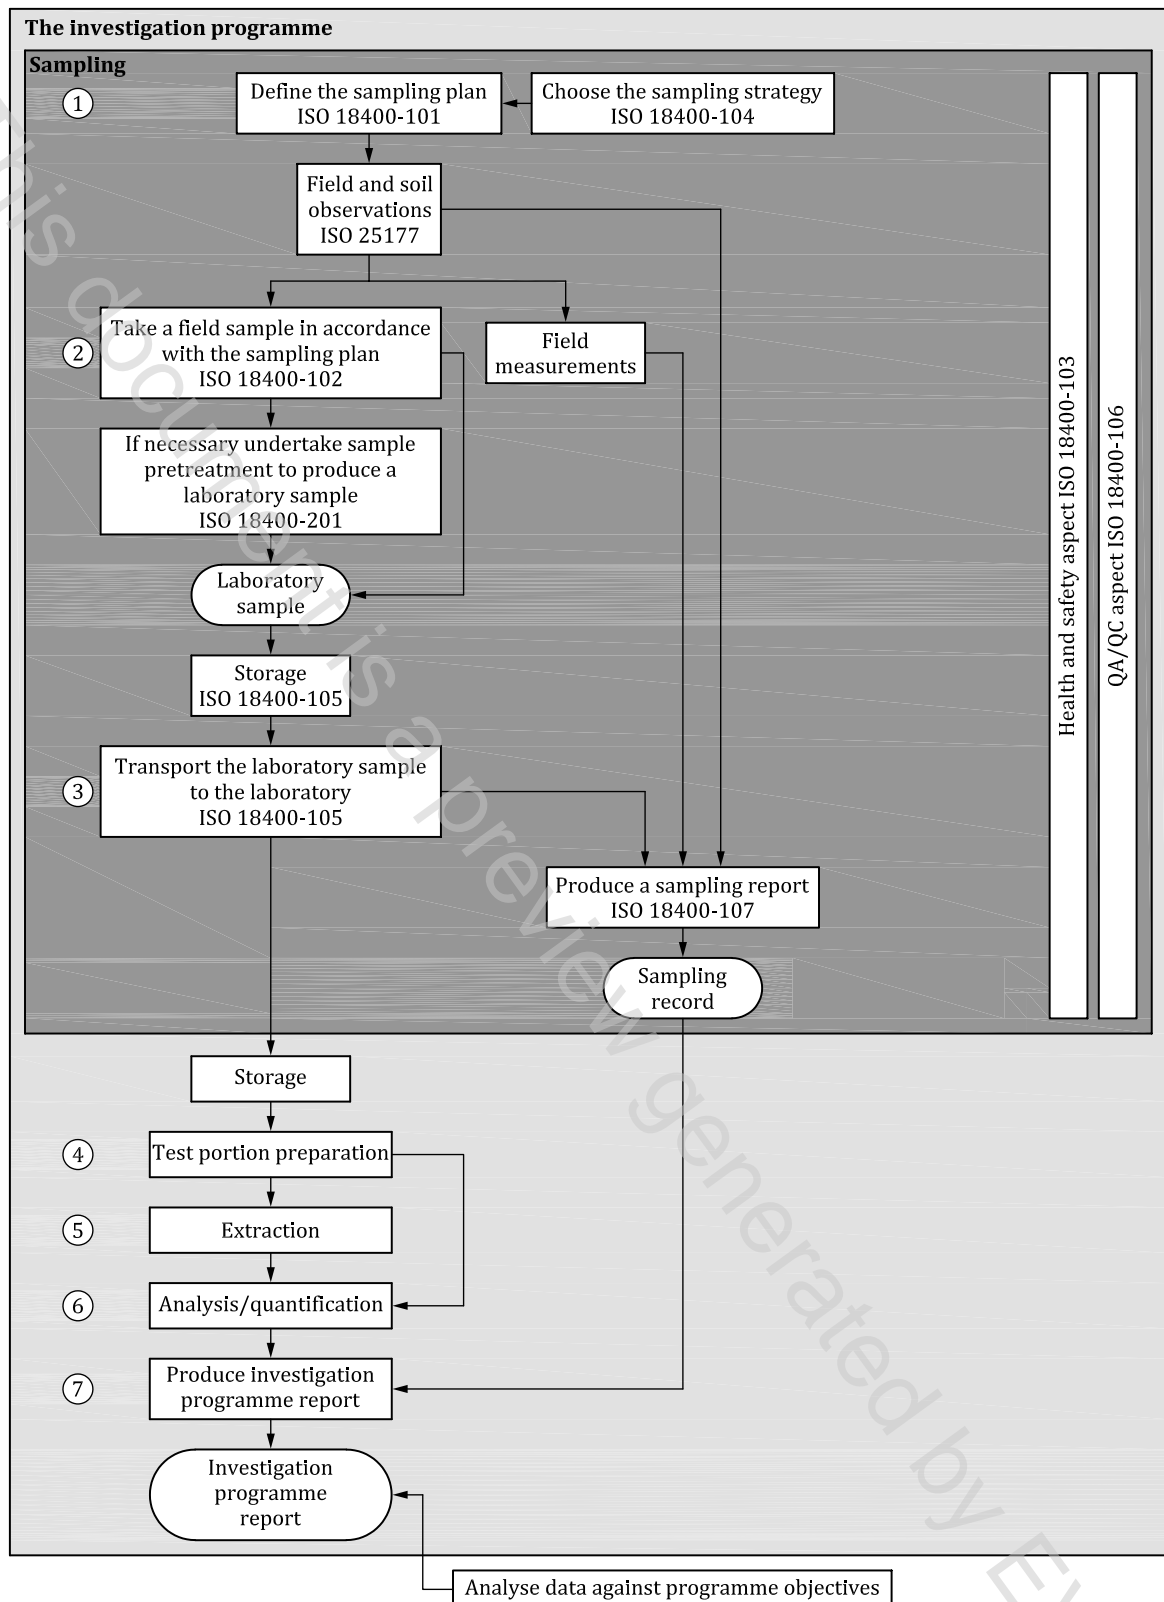 The investigation programme
Sampling
1
Define the sampling plan
ISO 18400-101
Choose the sampling strategy
ISO 18400-104
Field and soil
observations
ISO 25177
2
Take a field sample in accordance
with the sampling plan
ISO 18400-102
Field
measurements
If necessary undertake sample
pretreatment to produce a
laboratory sample
ISO 18400-201
Laboratory
sample
Storage
ISO 18400-105
3
Transport the laboratory sample
to the laboratory
ISO 18400-105
Produce a sampling report
ISO 18400-107
Sampling
record
Health and safety aspect ISO 18400-103
QA/QC aspect ISO 18400-106
Storage
4
Test portion preparation
5
Extraction
6
Analysis/quantification
7
Produce investigation
programme report
Investigation
programme
report
Analyse data against programme objectives
This document is a preview generated by